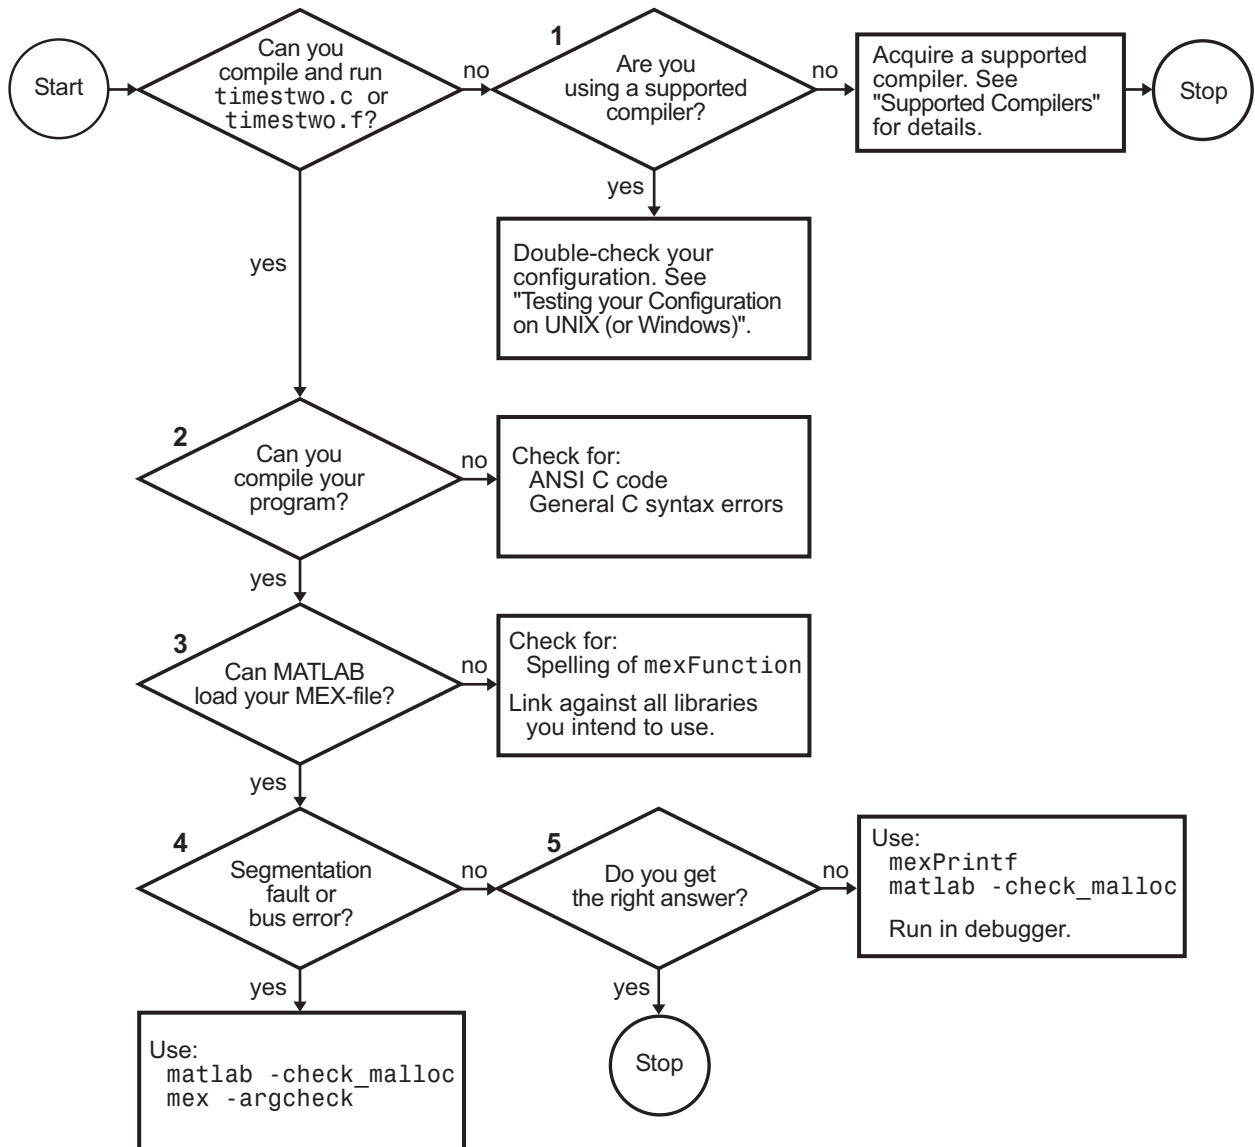 Start
Can you
compile and run
timestwo.c or
timestwo.f?
no
1
Are you
using a supported
compiler?
no
Acquire a supported
compiler. See
"Supported Compilers"
for details.
Stop
yes
Double-check your
configuration. See
"Testing your Configuration
on UNIX (or Windows)".
yes
2
Can you
compile your
program?
no
Check for:
ANSI C code
General C syntax errors
yes
3
Can MATLAB
load your MEX-file?
no
Check for:
Spelling of mexFunction
Link against all libraries
you intend to use.
yes
4
Segmentation
fault or
bus error?
no
5
Do you get
the right answer?
no
Use:
mexPrintf
matlab -check_malloc
Run in debugger.
yes
Use:
matlab -check_malloc
mex -argcheck
yes
Stop